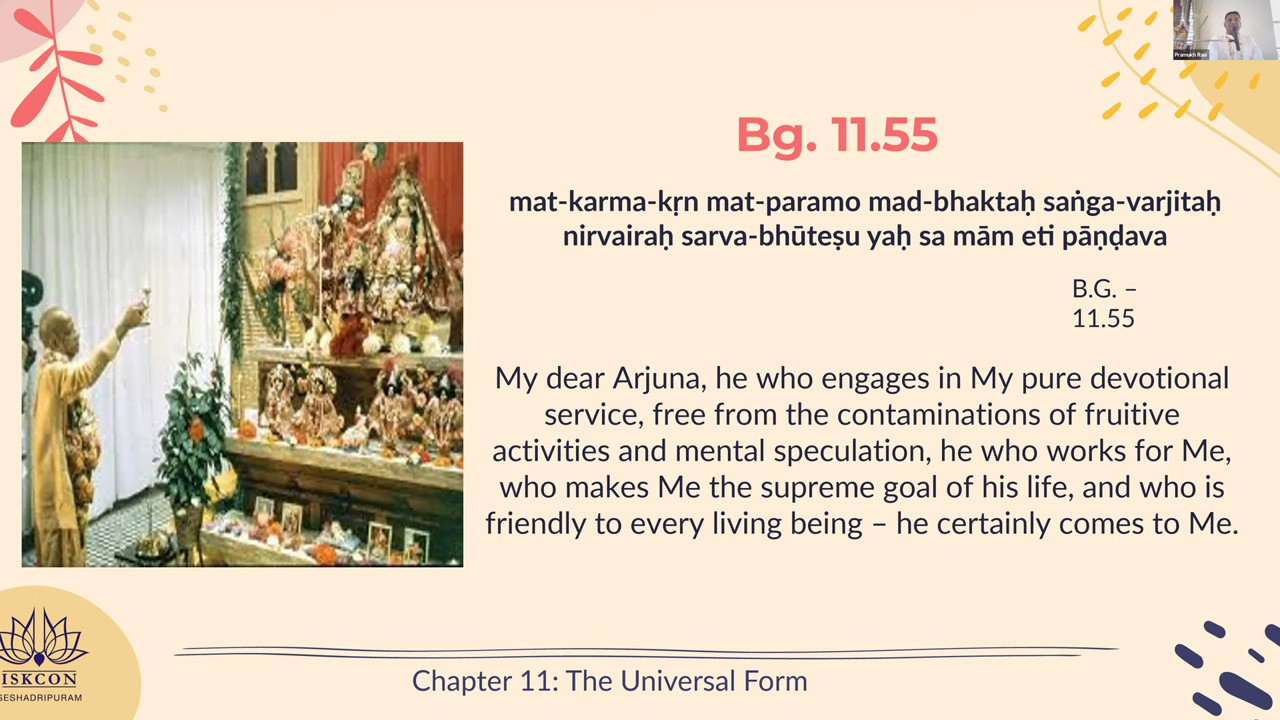 Pramukh Rao
Bg. 11.55
mat-karma-kṛn mat-paramo mad-bhaktaḥ saṅga-varjitaḥ
nirvairaḥ sarva-bhūteṣu yaḥ sa mām eti pāṇḍava
B.G. –
11.55
My dear Arjuna, he who engages in My pure devotional
service, free from the contaminations of fruitive
activities and mental speculation, he who works for Me,
who makes Me the supreme goal of his life, and who is
friendly to every living being – he certainly comes to Me.
ISKCON
SESHADRIPURAM
Chapter 11: The Universal Form